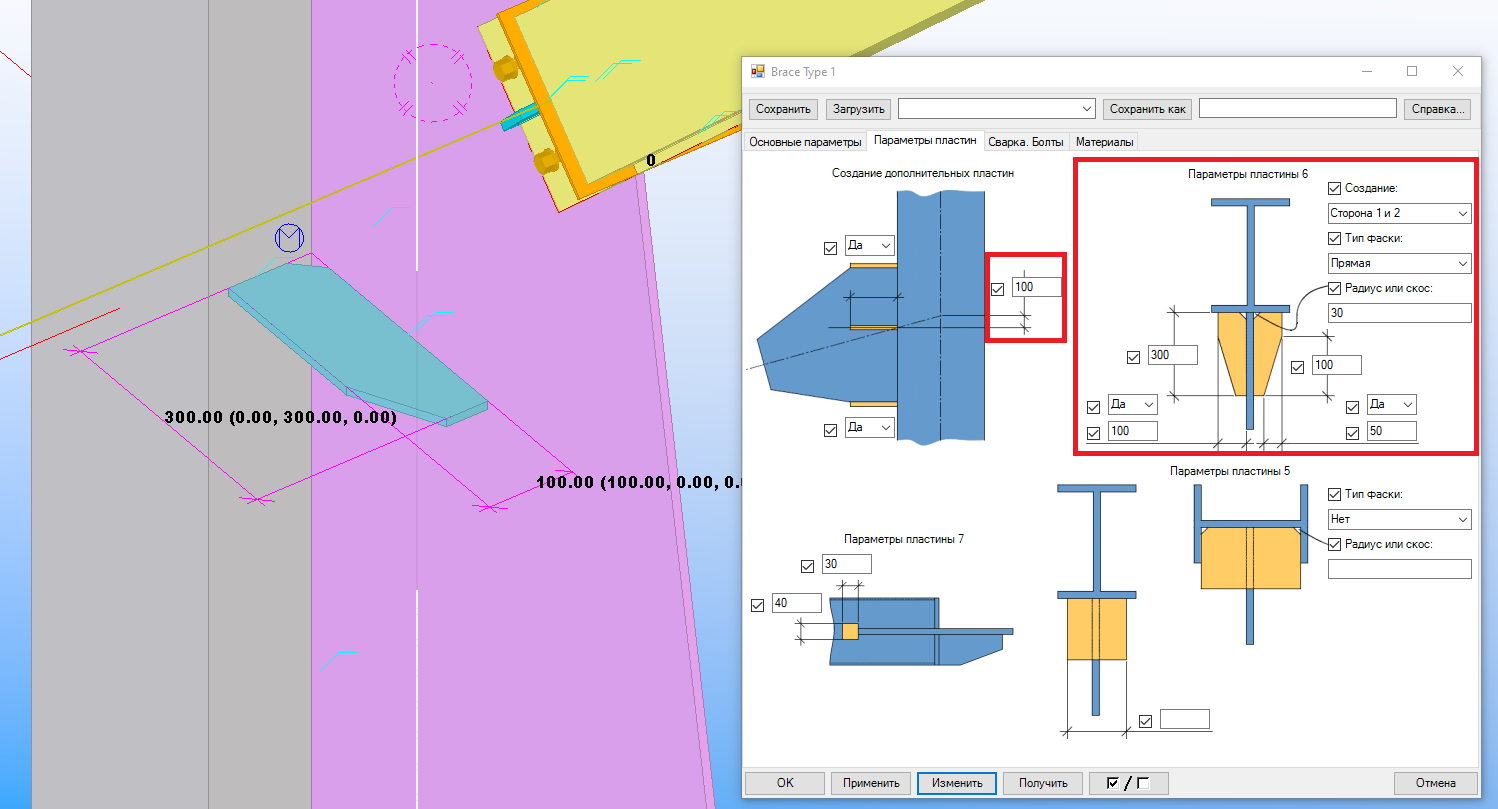 0
300.00 (0.00, 300.00, 0.00)
100.00 (100.00, 0.00, 0.
Brace Type 1
Сохранить
Загрузить
Сохранить как
Справка...
Основные параметры
Параметры пластин
Сварка. Болты
Материалы
Создание дополнительных пластин
Да
100
Да
Параметры пластины 6
Создание:
Сторона 1 и 2
Тип фаски:
Прямая
Радиус или скос:
30
300
100
Да
Да
100
50
Параметры пластины 5
Тип фаски:
Нет
Радиус или скос:
Параметры пластины 7
30
40
OK
Применить
Изменить
Получить
/
Отмена